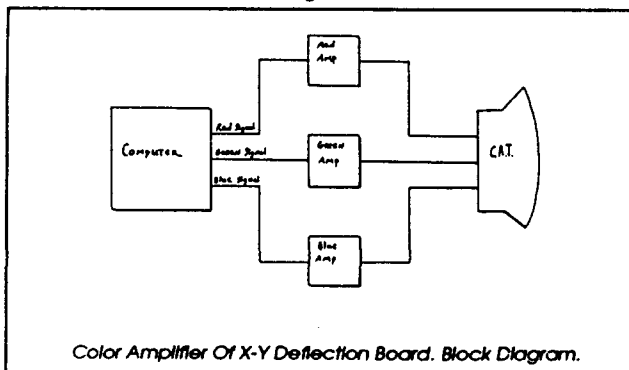 Red
Amp
Red Signal
Computer
Green Signal
Green
Amp
C.R.T.
Blue Signal
Blue
Amp
Color Amplifier Of X-Y Deflection Board. Block Diagram.